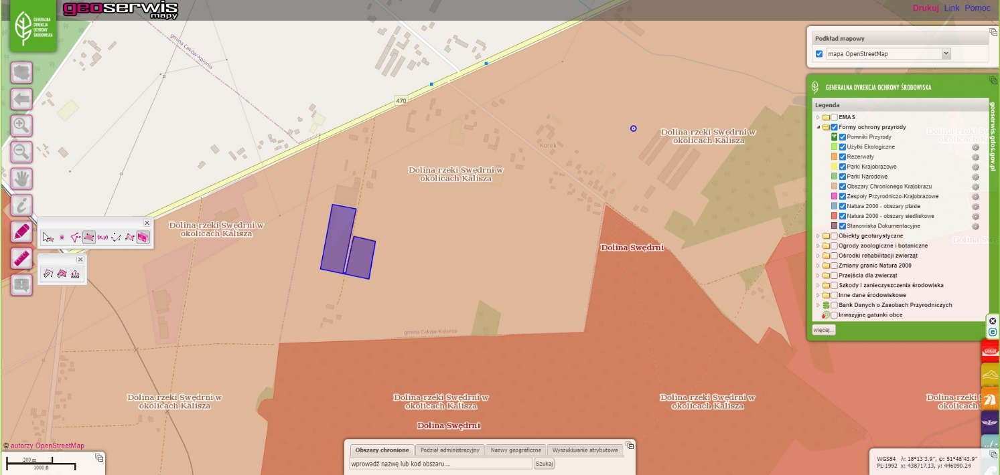 GENERALNA
DYREKCJA
OCHRONY
ŚRODOWISKA
geoserwis
mapy
Drukuj Link Pomoc
Podkład mapowy
mapa OpenStreetMap
GENERALNA DYREKCJA OCHRONY ŚRODOWISKA
geoserwis.gdos.gov.pl
Legenda
EMAS
Formy ochrony przyrody
Pomniki Przyrody
Użytki Ekologiczne
Rezerwaty
Parki Krajobrazowe
Parki Narodowe
Obszary Chronionego Krajobrazu
Zespoły Przyrodniczo-Krajobrazowe
Natura 2000 - obszary ptasie
Natura 2000 - obszary siedliskowe
Stanowiska Dokumentacyjne
Obiekty geoturystyczne
Ogrody zoologiczne i botaniczne
Ośrodki rehabilitacji zwierząt
Zmiany granic Natura 2000
Przejścia dla zwierząt
Szkody i zanieczyszczenia środowiska
Inne dane środowiskowe
Bank Danych o Zasobach Przyrodniczych
Inwazyjne gatunki obce
więcej...
GUGiK
gmina Ceków-Kolonia
470
Korek
Dolina rzeki Swędrni w
okolicach Kalisza
Dolina rzeki Swędrni w
okolicach Kalisza
Dolina rzeki Swędrni w
okolicach Kalisza
(x,y)
Dolina Swędrni
gmina Ceków-Kolonia
Dolina rzeki Swędrni w
okolicach Kalisza
Dolina rzeki Swędrni w
okolicach Kalisza
Dolina rzeki Swędrni w
okolicach Kalisza
Dolina rzeki
okolicach
Dolina Swędrni
© autorzy OpenStreetMap
200 m
1000 ft
Obszary chronione Podział administracyjny Nazwy geograficzne Wyszukiwanie atrybutowe
wprowadź nazwę lub kod obszaru... Szukaj
WGS84 λ: 18°13'3.9" φ: 51°48'43.9"
PL-1992 x: 438717.13, y: 446090.24